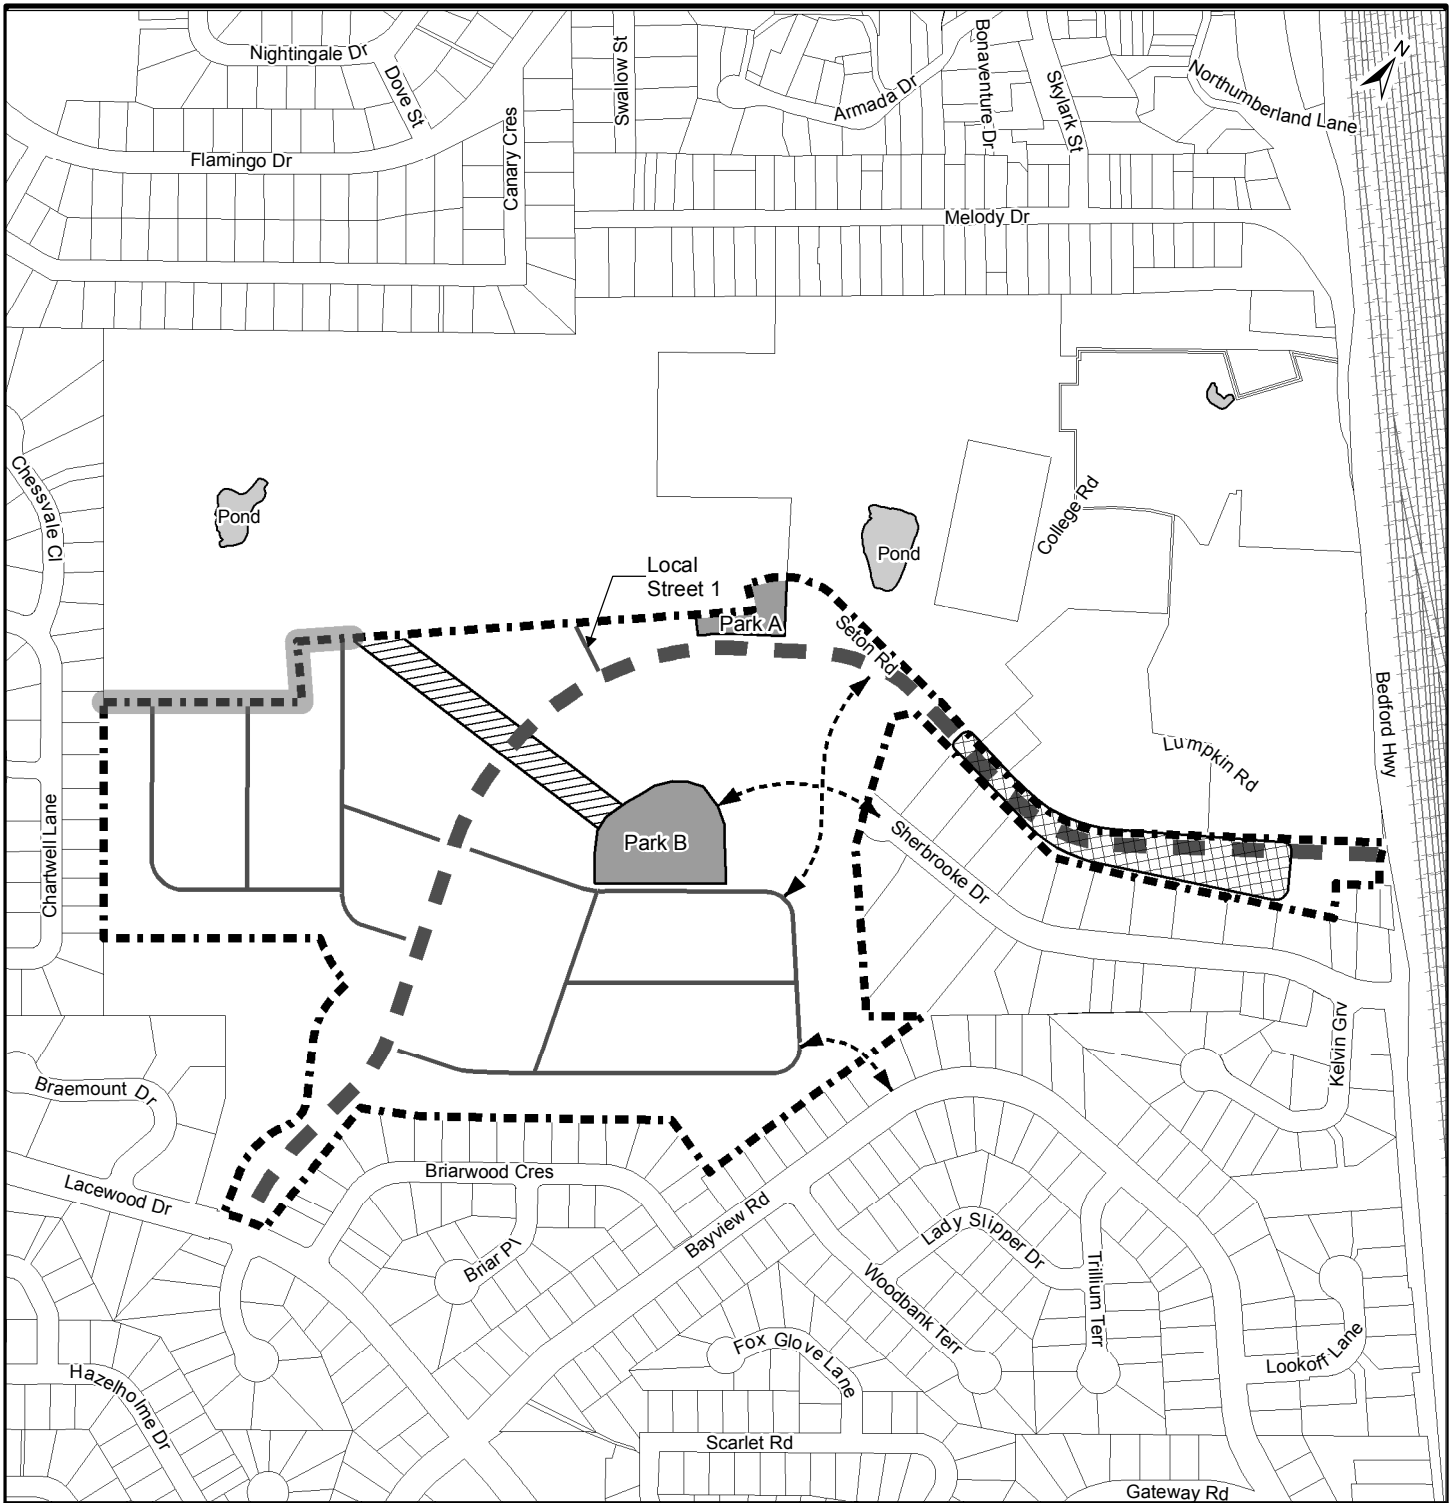 Nightingale Dr
Dove St
Swallow St
Bonaventure Dr
Skylark St
Armada Dr
Northumberland Lane
N
Flamingo Dr
Canary Cres
Melody Dr
Chessvale Cl
Pond
Pond
College Rd
Local
Street 1
Park A
Seton Rd
Bedford Hwy
Lumpkin Rd
Park B
Sherbrooke Dr
Chartwell Lane
Kelvin Grv
Braemount Dr
Lacewood Dr
Briarwood Cres
Briar Pl
Bayview Rd
Lady Slipper Dr
Woodbank Terr
Trillium Terr
Fox Glove Lane
Lookoff Lane
Hazelholme Dr
Scarlet Rd
Gateway Rd